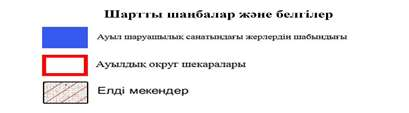 Шартты шаңбалар және белгілер
Ауыл шаруашылық санатындағы жерлердің шабындығы
Ауылдық округ шекаралары
Елді мекендер